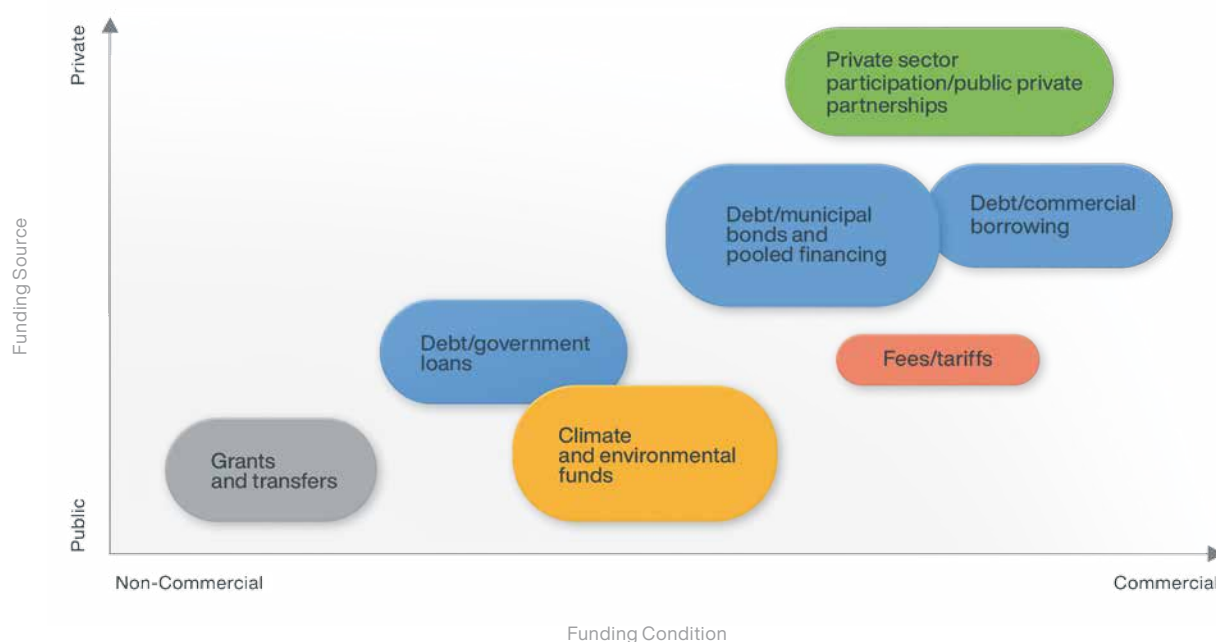 Private
Private sector
participation/public private
partnerships
Debt/municipal
bonds and
pooled financing
Debt/commercial
borrowing
Funding Source
Debt/government
loans
Fees/tariffs
Climate
and environmental
funds
Grants
and transfers
Public
Non-Commercial
Commercial
Funding Condition